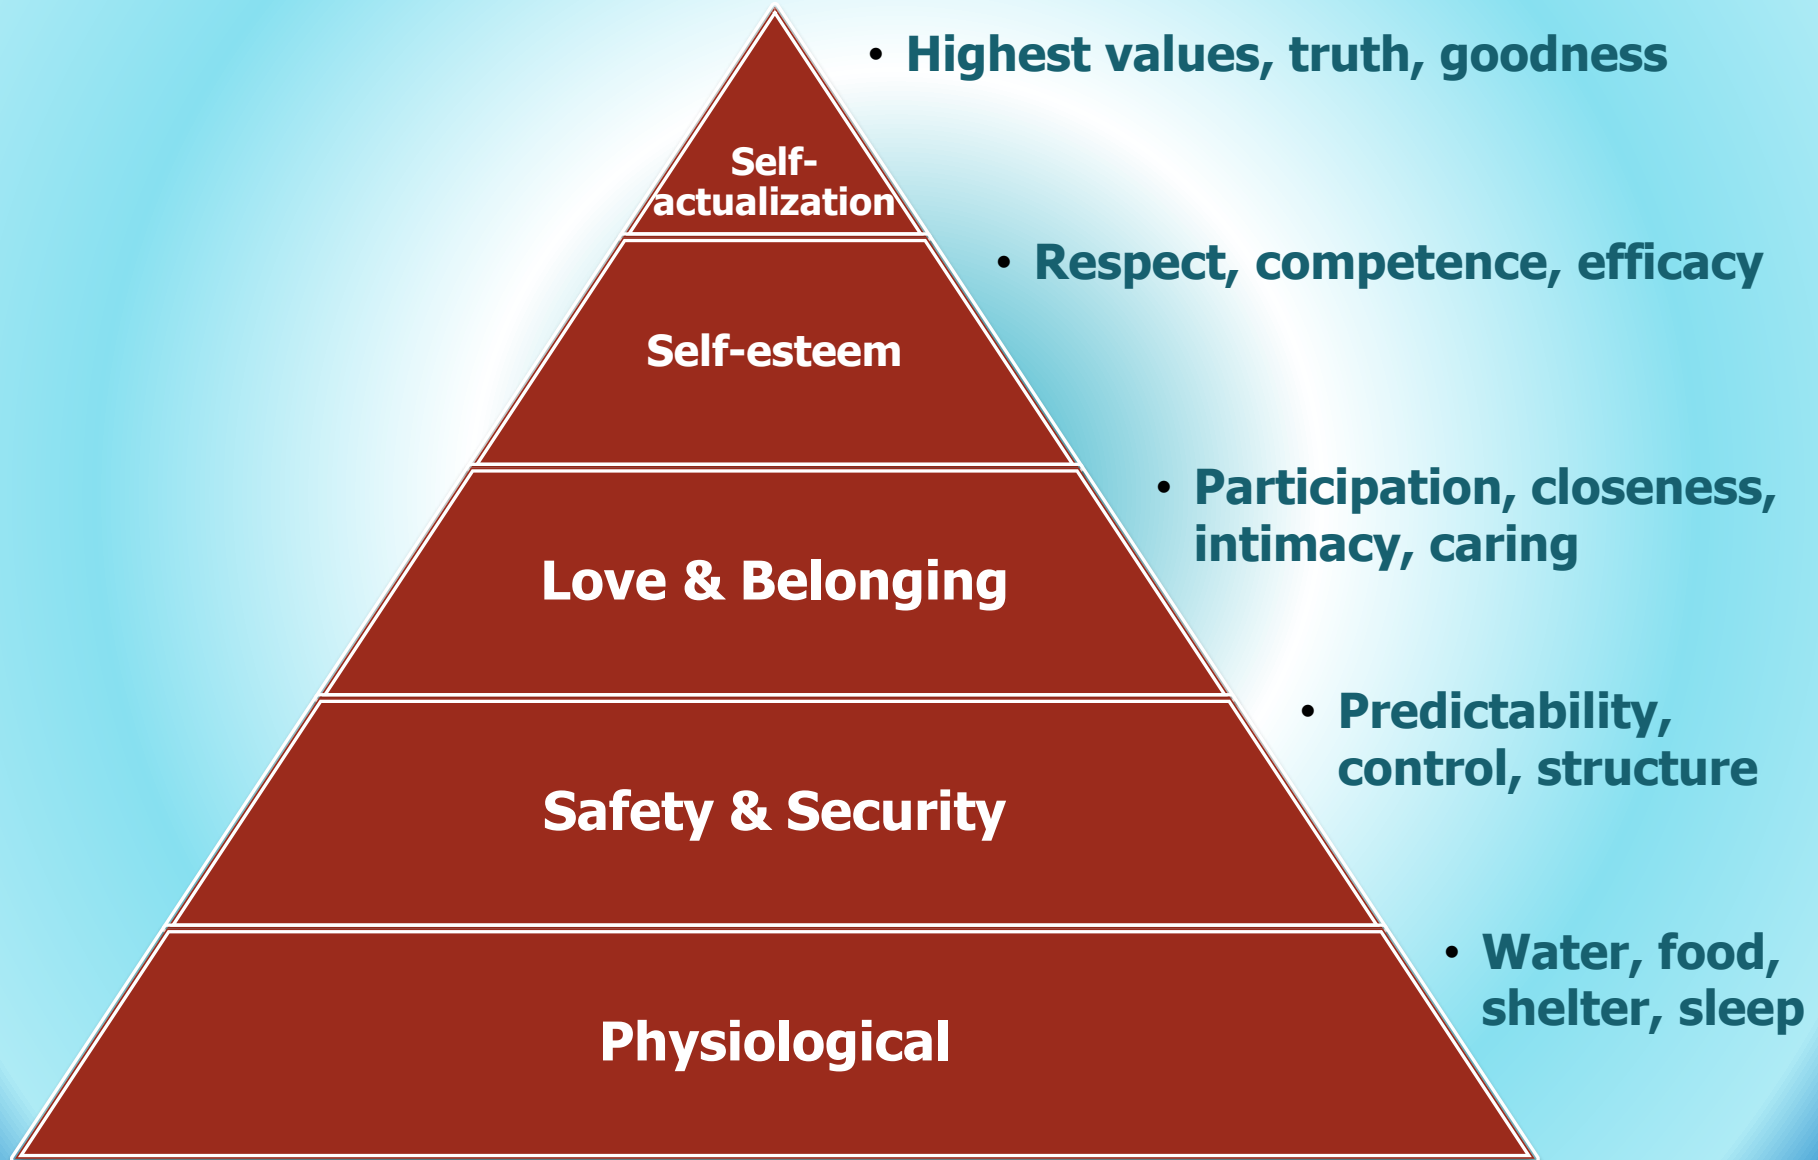 • Highest values, truth, goodness
Self-
actualization
• Respect, competence, efficacy
Self-esteem
• Participation, closeness,
intimacy, caring
Love & Belonging
• Predictability,
control, structure
Safety & Security
• Water, food,
shelter, sleep
Physiological